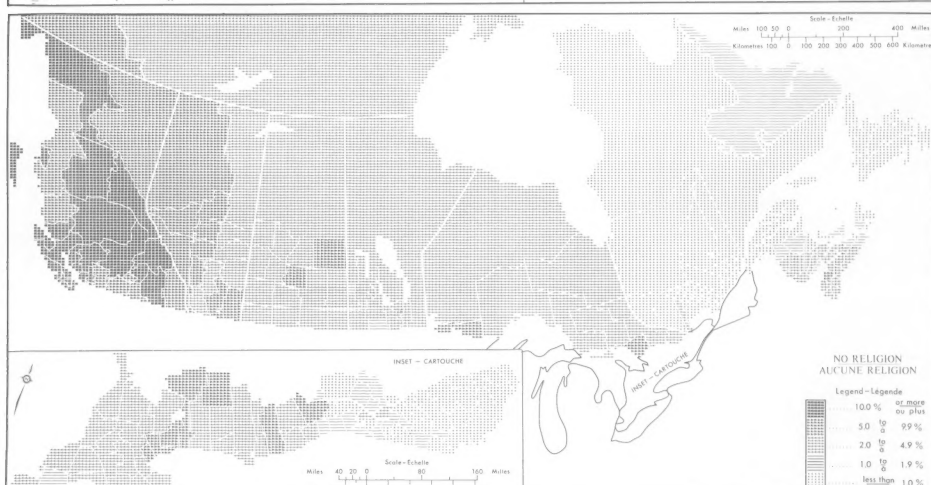 Scale-Echelle
Miles 100 50 0 200 400 Milles
Kilometres 100 0 100 200 300 400 500 600 Kilometres
INSET – CARTOUCHE
INSET – CARTOUCHE
Scale-Echelle
Miles 40 20 0 80 160 Milles
NO RELIGION
AUCUNE RELIGION
Legend – Légende
10.0 % or more ou plus
5.0 to à 9.9 %
2.0 to à 4.9 %
1.0 to à 1.9 %
less than 1.0 %